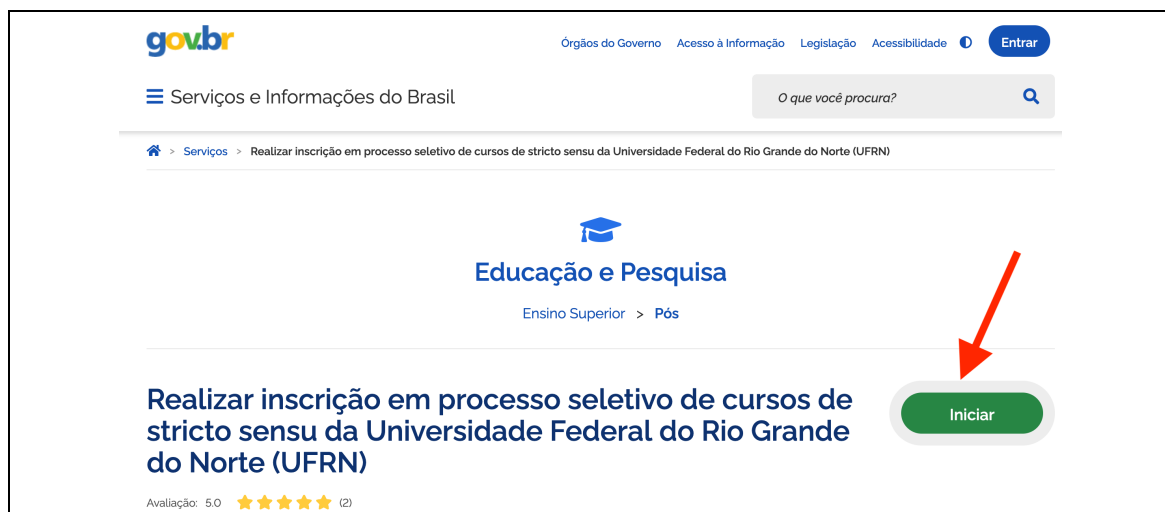 gov.br
Órgãos do Governo Acesso à Informação Legislação Acessibilidade Entrar
Serviços e Informações do Brasil
O que você procura?
> Serviços > Realizar inscrição em processo seletivo de cursos de stricto sensu da Universidade Federal do Rio Grande do Norte (UFRN)
Educação e Pesquisa
Ensino Superior > Pós
Realizar inscrição em processo seletivo de cursos de
stricto sensu da Universidade Federal do Rio Grande
do Norte (UFRN)
Iniciar
Avaliação: 5.0 (2)